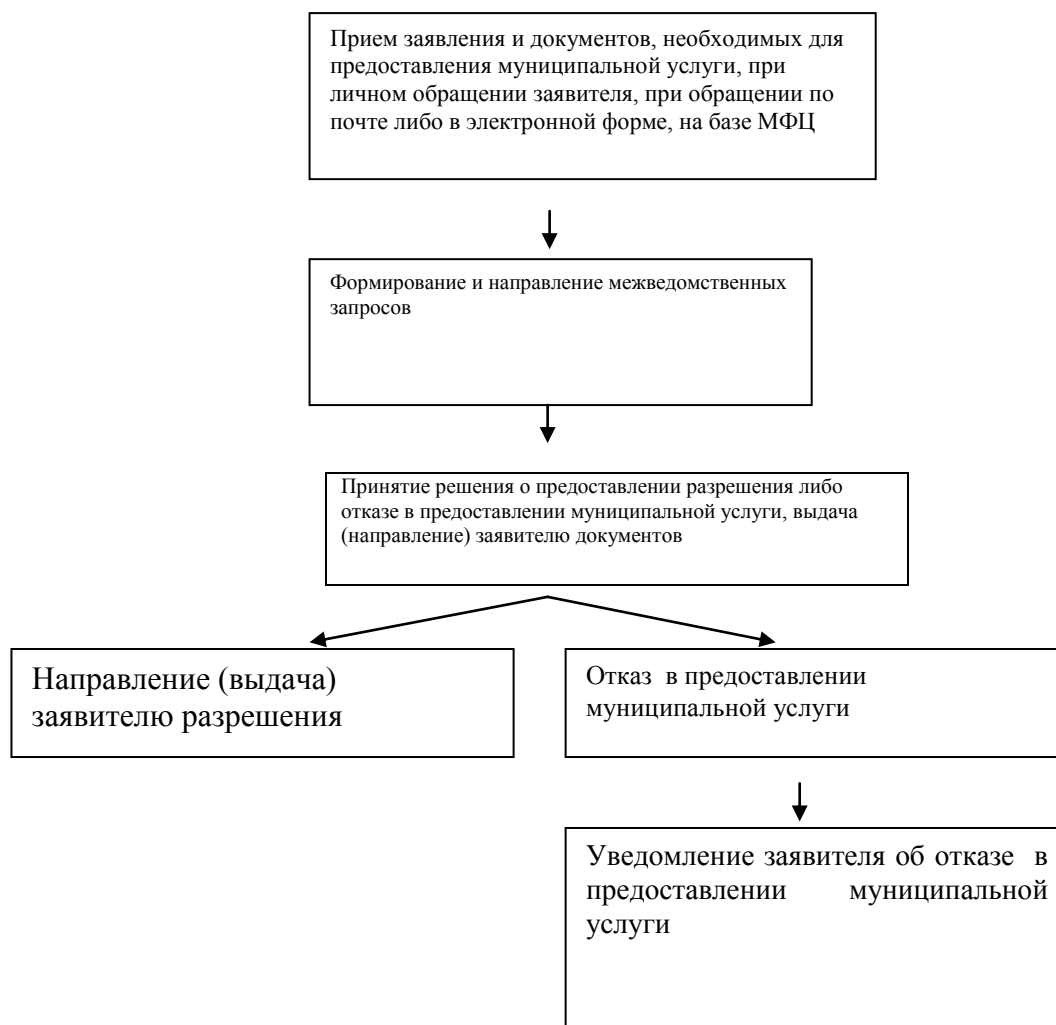 Прием заявления и документов, необходимых для
предоставления муниципальной услуги, при
личном обращении заявителя, при обращении по
почте либо в электронной форме, на базе МФЦ
Формирование и направление межведомственных
запросов
Принятие решения о предоставлении разрешения либо
отказе в предоставлении муниципальной услуги, выдача
(направление) заявителю документов
Направление (выдача)
заявителю разрешения
Отказ в предоставлении
муниципальной услуги
Уведомление заявителя об отказе в
предоставлении муниципальной
услуги